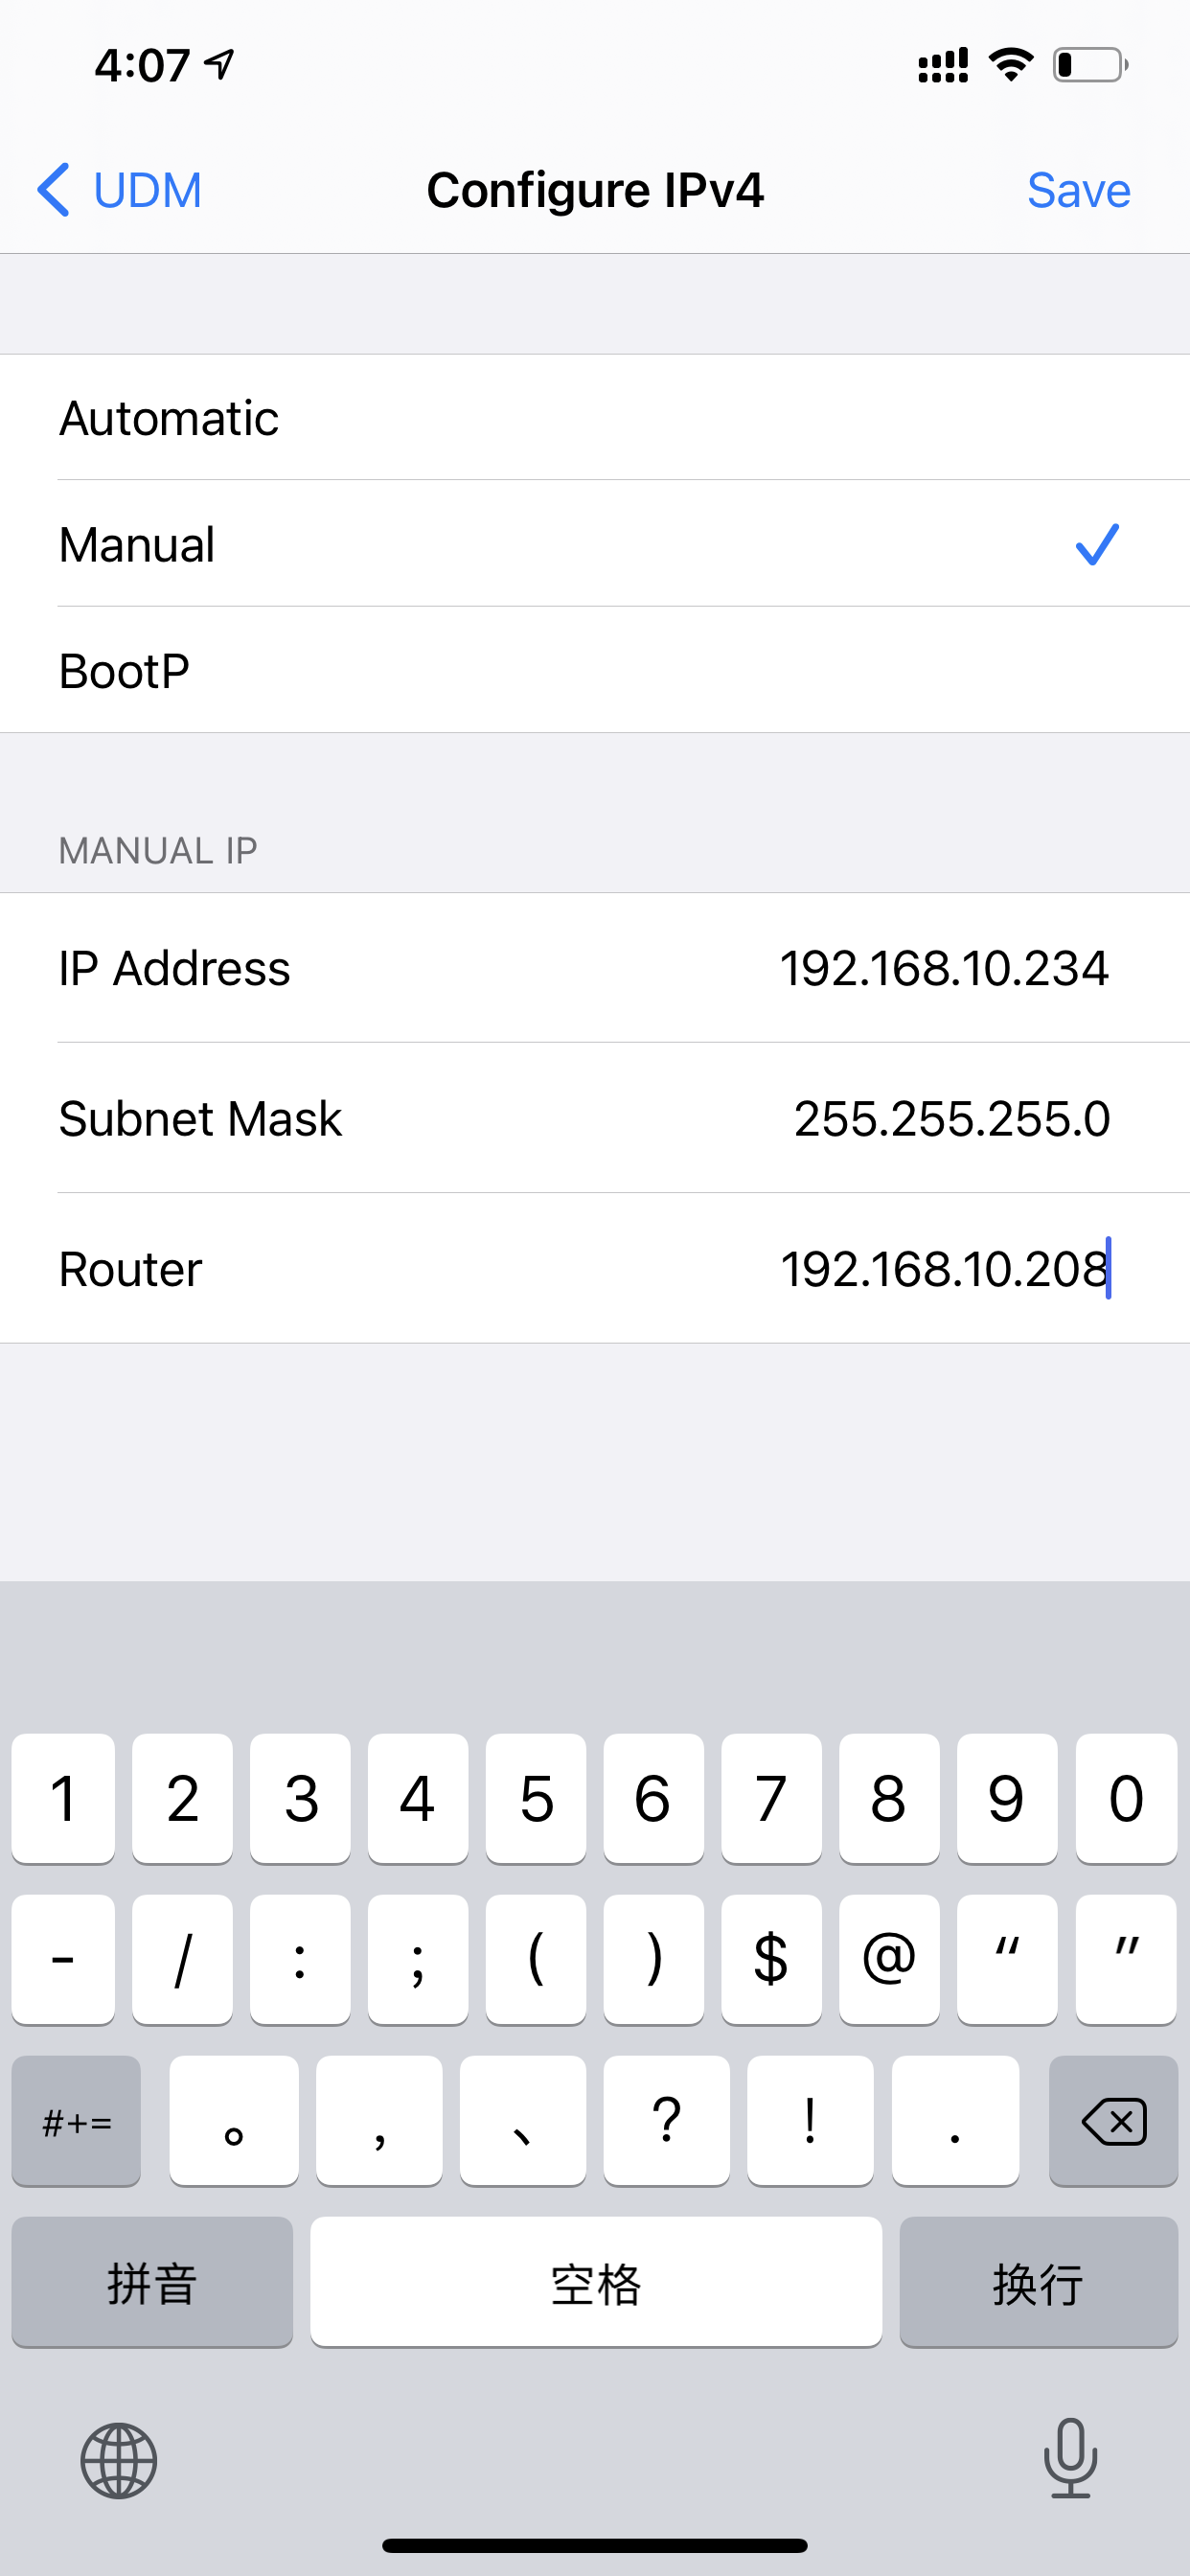 4:07
UDM Configure IPv4 Save
Automatic
Manual
BootP
MANUAL IP
IP Address 192.168.10.234
Subnet Mask 255.255.255.0
Router 192.168.10.208
1 2 3 4 5 6 7 8 9 0
- / : ; ( ) $ @ “ ”
#+= 。 , 、 ? ! .
拼音 空格 换行